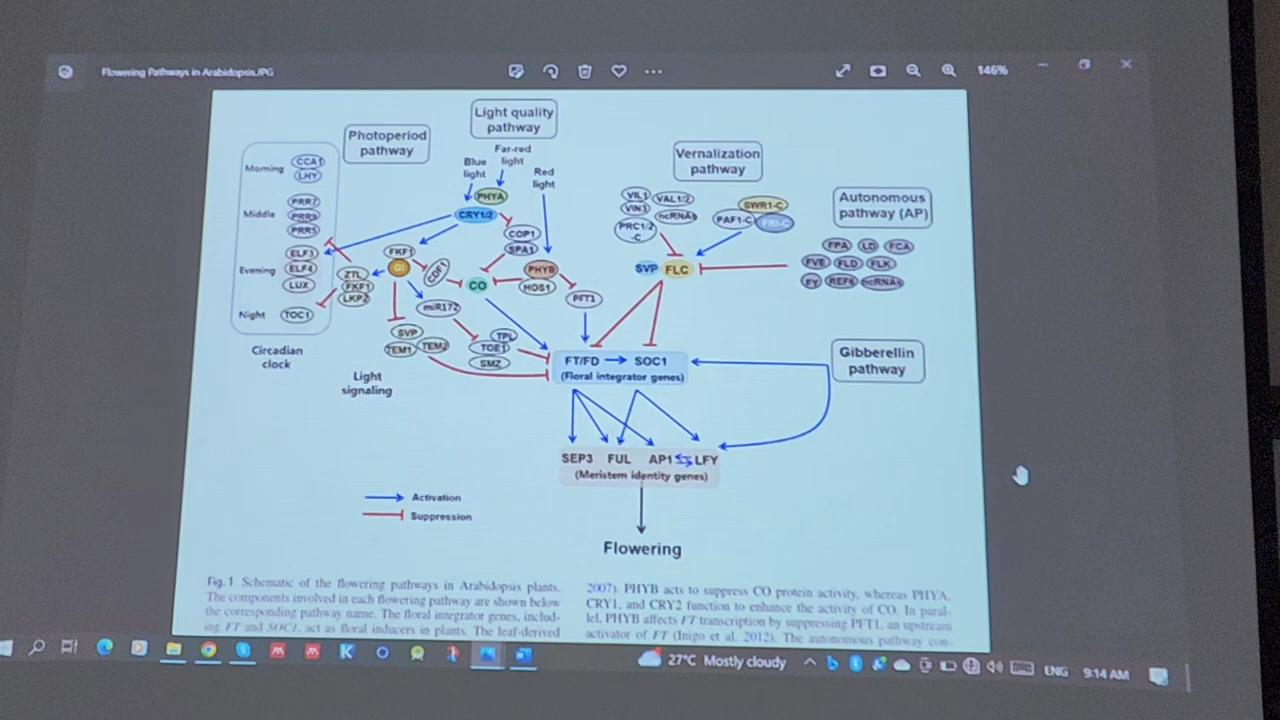 Flowering Pathways in Arabidopsis.JPG
146%
Light quality
pathway
Photoperiod
pathway
Far-red
light
Blue
light
Red
light
Vernalization
pathway
Autonomous
pathway (AP)
Morning
CCA1
LHY
Middle
PRR7
PRR9
PRR5
Evening
ELF3
ELF4
LUX
Night
TOC1
Circadian
clock
PHYA
CRY1/2
COP1
SPA1
FKF1
GI
CDF1
CO
PHYB
HOS1
PFT1
ZTL
FKF1
LKP2
miR172
SVP
TEM1
TEM2
TPL
TOE1
SMZ
Light
signaling
VIL1
VIN3
VAL1/2
ncRNAs
PRC1/2
-C
SWR1-C
PAF1-C
FRI-C
SVP FLC
FPA LD FCA
FVE FLD FLK
FY REF6 ncRNAs
FT/FD SOC1
(Floral integrator genes)
Gibberellin
pathway
SEP3 FUL AP1 LFY
(Meristem identity genes)
Activation
Suppression
Flowering
Fig. 1 Schematic of the flowering pathways in Arabidopsis plants.
The components involved in each flowering pathway are shown below
the corresponding pathway name. The floral integrator genes, includ-
ing FT and SOC1, act as floral inducers in plants. The leaf-derived
2007). PHYB acts to suppress CO protein activity, whereas PHYA,
CRY1, and CRY2 function to enhance the activity of CO. In paral-
lel, PHYB affects FT transcription by suppressing PFT1, an upstream
activator of FT (Inigo et al. 2012). The autonomous pathway con-
27°C Mostly cloudy
ENG
9:14 AM